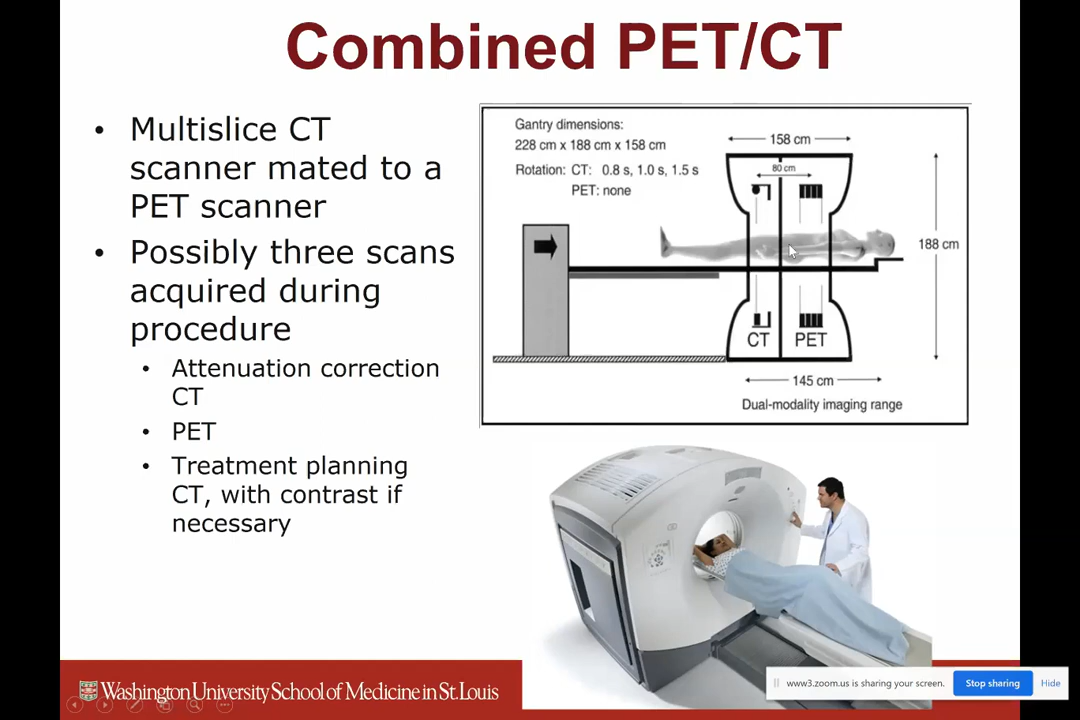 Combined PET/CT
• Multislice CT
scanner mated to a
PET scanner
• Possibly three scans
acquired during
procedure
• Attenuation correction
CT
• PET
• Treatment planning
CT, with contrast if
necessary
Gantry dimensions:
228 cm x 188 cm x 158 cm
Rotation: CT: 0.8 s, 1.0 s, 1.5 s
PET: none
158 cm
80 cm
188 cm
CT
PET
145 cm
Dual-modality imaging range
Washington University School of Medicine in St. Louis
www3.zoom.us is sharing your screen.
Stop sharing
Hide